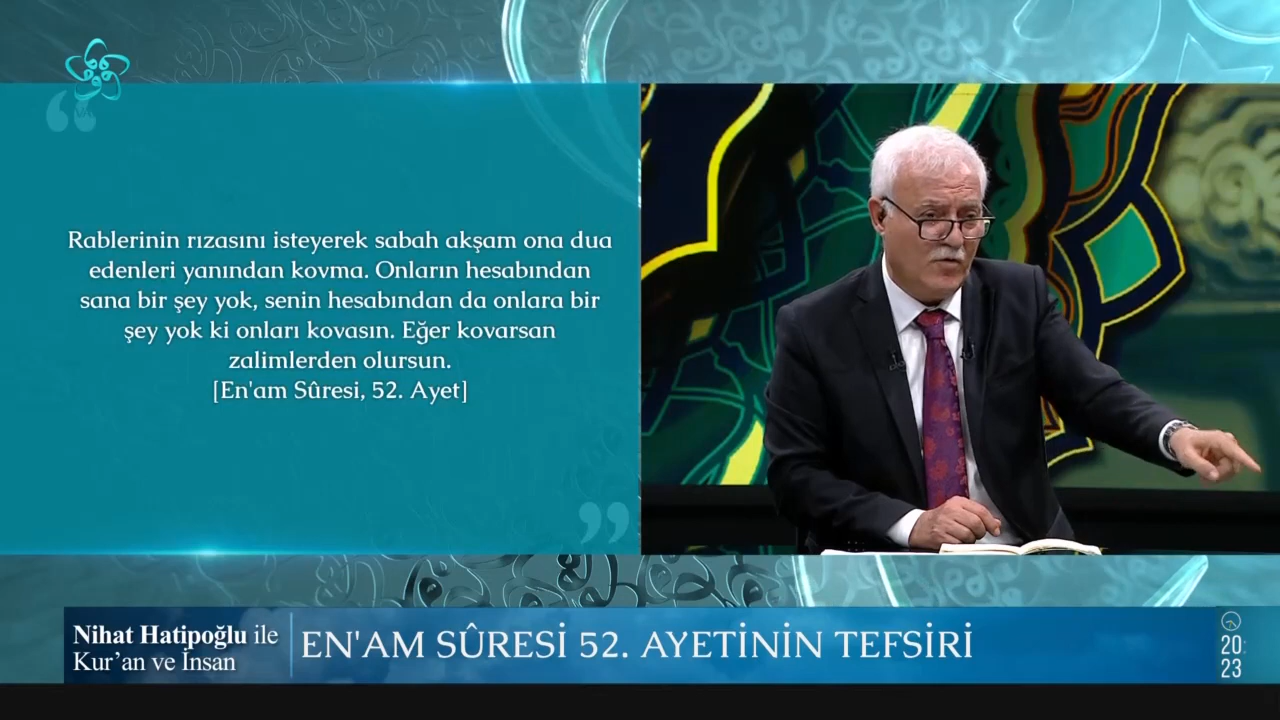 Rablerinin rızasını isteyerek sabah akşam ona dua
edenleri yanından kovma. Onların hesabından
sana bir şey yok, senin hesabından da onlara bir
şey yok ki onları kovasın. Eğer kovarsan
zalimlerden olursun.
[En'am Sûresi, 52. Ayet]
Nihat Hatipoğlu ile
Kur'an ve İnsan
EN'AM SÛRESİ 52. AYETİNİN TEFSİRİ
20:
23